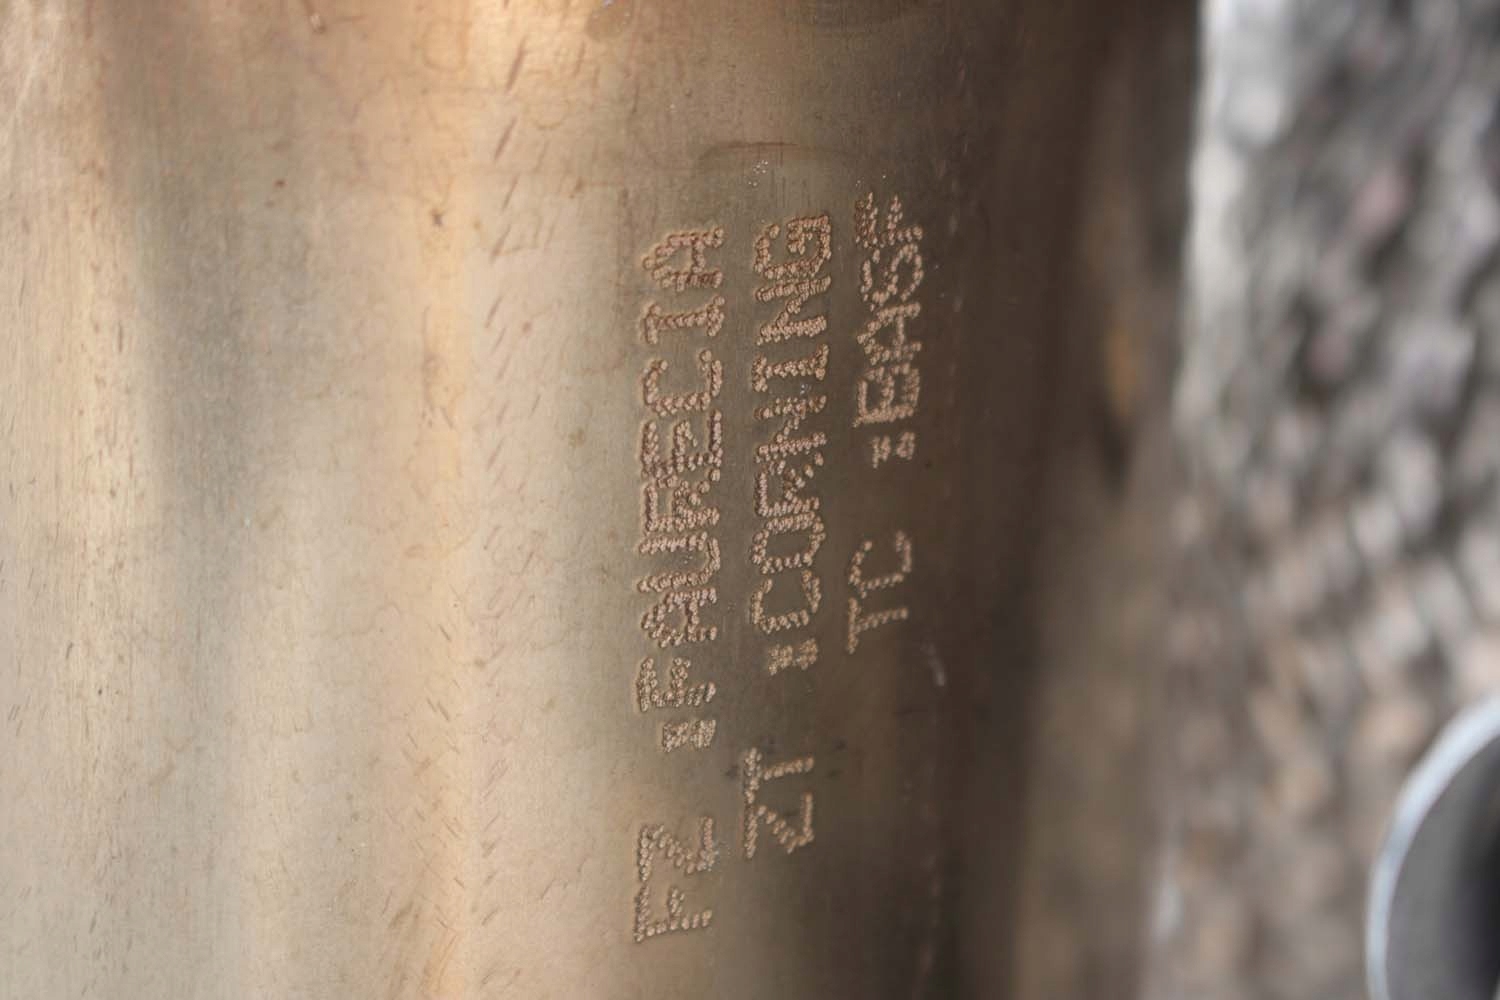 FZ :FAURECIA
ZT :CORNING
TC :BASF